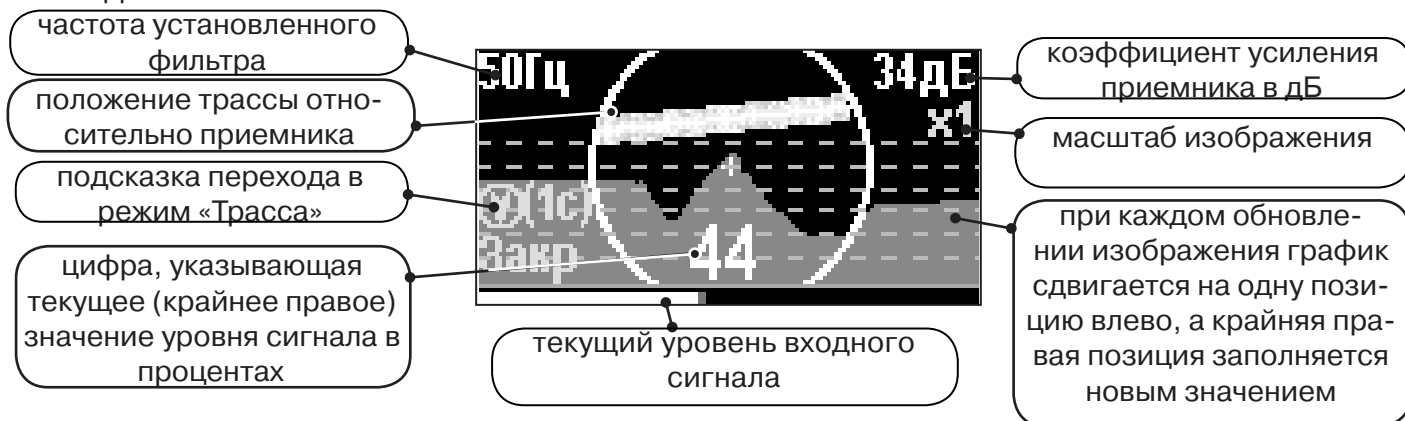 частота установленного
фильтра
положение трассы отно-
сительно приемника
подсказка перехода в
режим «Трасса»
цифра, указывающая
текущее (крайнее правое)
значение уровня сигнала в
процентах
50Гц
34дБ
x1
(1с)
Закр
44
текущий уровень входного
сигнала
коэффициент усиления
приемника в дБ
масштаб изображения
при каждом обновле-
нии изображения график
сдвигается на одну пози-
цию влево, а крайняя пра-
вая позиция заполняется
новым значением